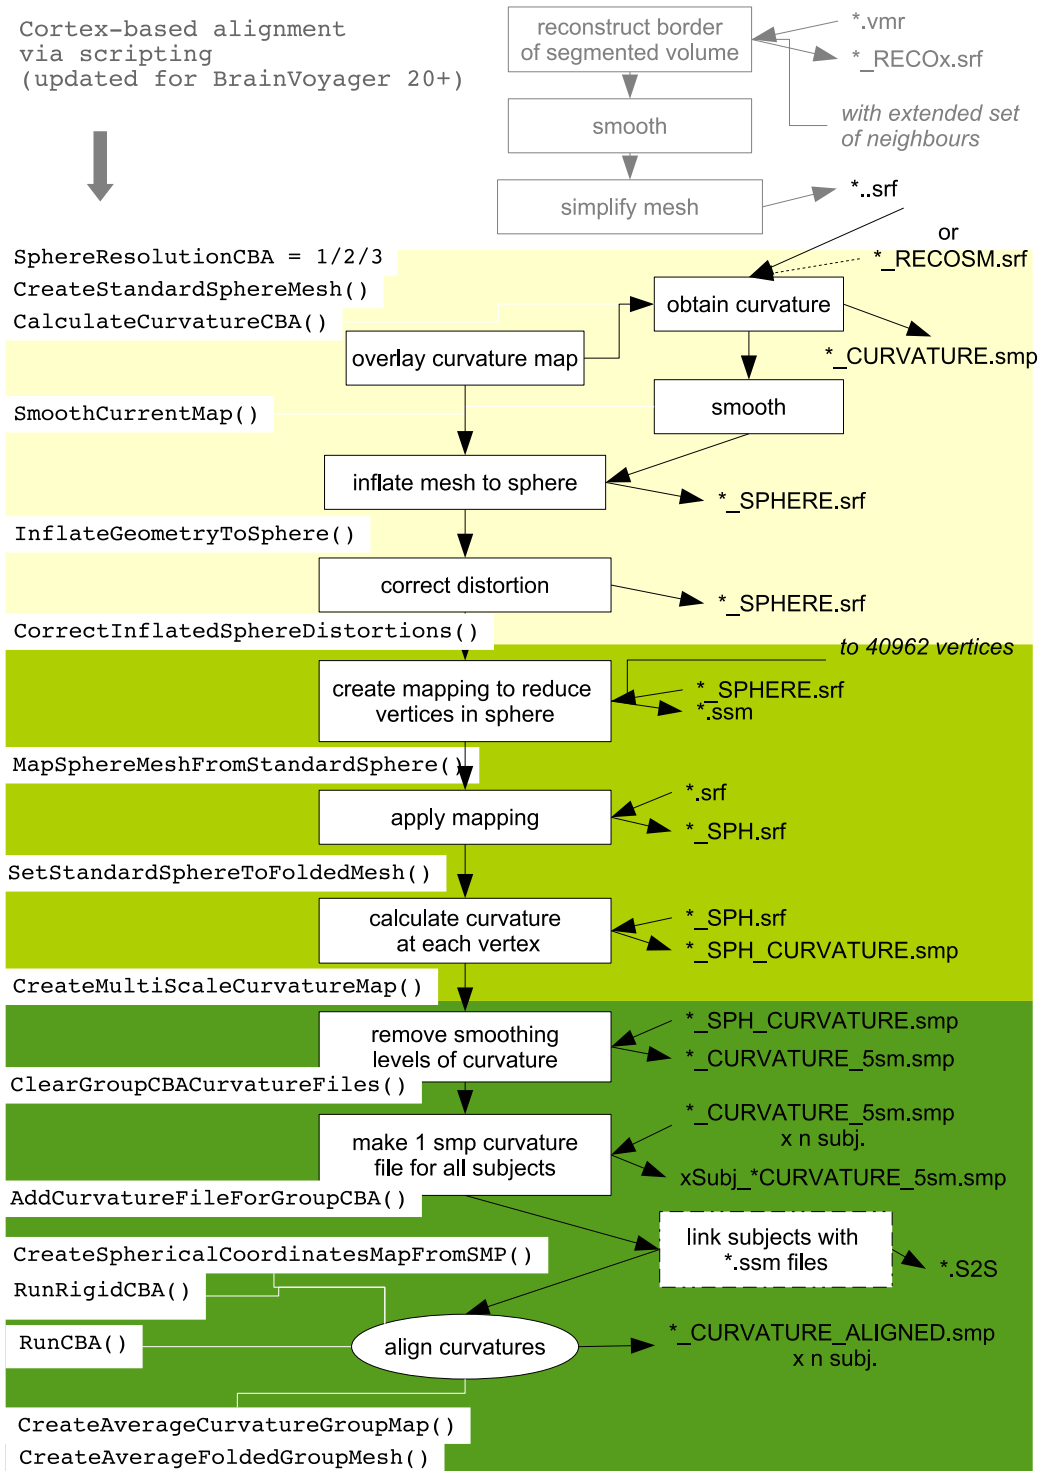 Cortex-based alignment
via scripting
(updated for BrainVoyager 20+)
reconstruct border
of segmented volume
*.vmr
*_RECOx.srf
with extended set
of neighbours
smooth
simplify mesh
*..srf
or
*_RECOSM.srf
SphereResolutionCBA = 1/2/3
CreateStandardSphereMesh()
CalculateCurvatureCBA()
obtain curvature
overlay curvature map
*_CURVATURE.smp
SmoothCurrentMap()
smooth
inflate mesh to sphere
*_SPHERE.srf
InflateGeometryToSphere()
correct distortion
*_SPHERE.srf
CorrectInflatedSphereDistortions()
to 40962 vertices
create mapping to reduce
vertices in sphere
*_SPHERE.srf
*.ssm
MapSphereMeshFromStandardSphere()
apply mapping
*.srf
*_SPH.srf
SetStandardSphereToFoldedMesh()
calculate curvature
at each vertex
*_SPH.srf
*_SPH_CURVATURE.smp
CreateMultiScaleCurvatureMap()
remove smoothing
levels of curvature
*_SPH_CURVATURE.smp
*_CURVATURE_5sm.smp
ClearGroupCBACurvatureFiles()
make 1 smp curvature
file for all subjects
*_CURVATURE_5sm.smp
x n subj.
xSubj_*CURVATURE_5sm.smp
AddCurvatureFileForGroupCBA()
link subjects with
*.ssm files
*.S2S
CreateSphericalCoordinatesMapFromSMP()
RunRigidCBA()
RunCBA()
align curvatures
*_CURVATURE_ALIGNED.smp
x n subj.
CreateAverageCurvatureGroupMap()
CreateAverageFoldedGroupMesh()